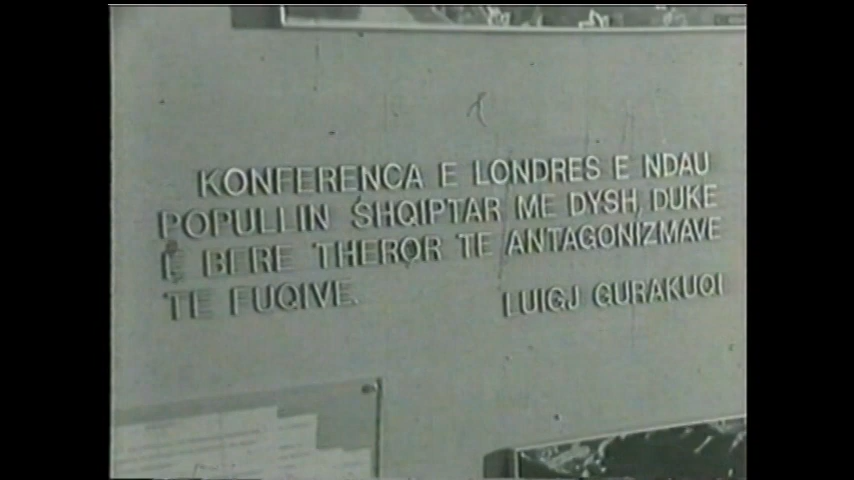 KONFERENCA E LONDRES E NDAU
POPULLIN SHQIPTAR ME DYSH, DUKE
E BERE THEROR TE ANTAGONIZMAVE
TE FUQIVE.
LUIGJ GURAKUQI